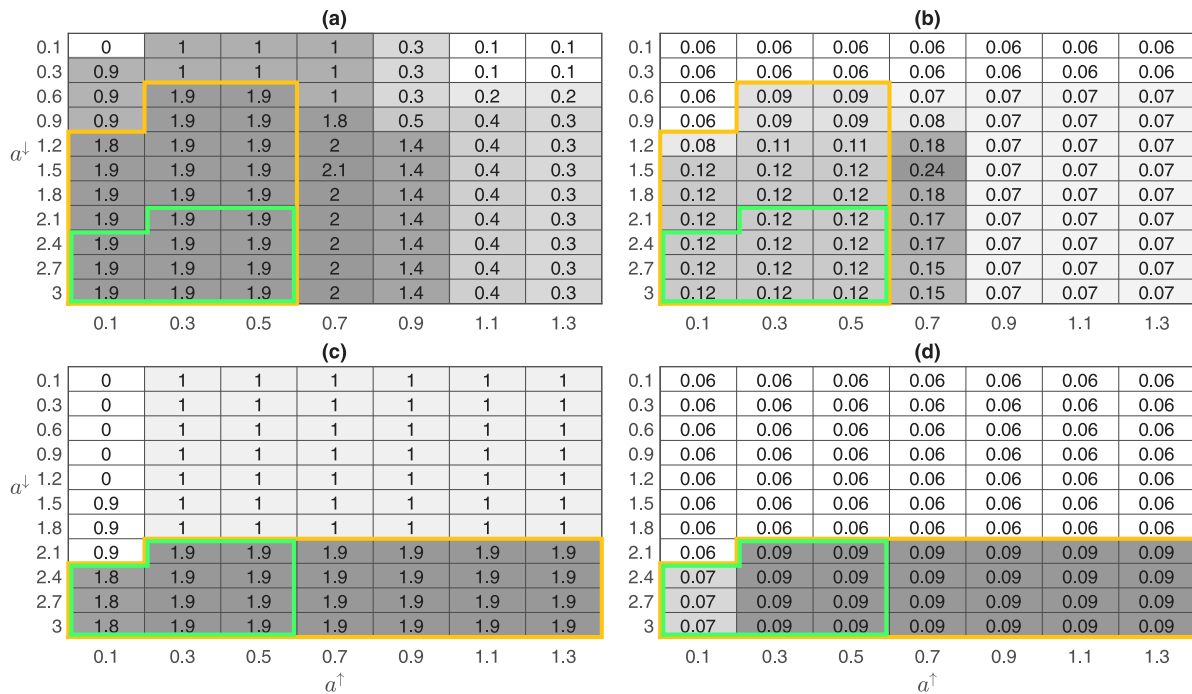 (a) (b)
0.1 0 1 1 1 0.3 0.1 0.1 0.06 0.06 0.06 0.06 0.06 0.06 0.06
0.3 0.9 1 1 1 0.3 0.1 0.1 0.3 0.06 0.06 0.06 0.06 0.06 0.06 0.06
0.6 0.9 1.9 1.9 1 0.3 0.2 0.2 0.6 0.06 0.09 0.09 0.07 0.07 0.07 0.07
0.9 0.9 1.9 1.9 1.8 0.5 0.4 0.3 0.9 0.06 0.09 0.09 0.08 0.07 0.07 0.07
a↓ 1.2 1.8 1.9 1.9 2 1.4 0.4 0.3 a↓ 1.2 0.08 0.11 0.11 0.18 0.07 0.07 0.07
1.5 1.9 1.9 1.9 2.1 1.4 0.4 0.3 1.5 0.12 0.12 0.12 0.24 0.07 0.07 0.07
1.8 1.9 1.9 1.9 2 1.4 0.4 0.3 1.8 0.12 0.12 0.12 0.18 0.07 0.07 0.07
2.1 1.9 1.9 1.9 2 1.4 0.4 0.3 2.1 0.12 0.12 0.12 0.17 0.07 0.07 0.07
2.4 1.9 1.9 1.9 2 1.4 0.4 0.3 2.4 0.12 0.12 0.12 0.17 0.07 0.07 0.07
2.7 1.9 1.9 1.9 2 1.4 0.4 0.3 2.7 0.12 0.12 0.12 0.15 0.07 0.07 0.07
3 1.9 1.9 1.9 2 1.4 0.4 0.3 3 0.12 0.12 0.12 0.15 0.07 0.07 0.07
0.1 0.3 0.5 0.7 0.9 1.1 1.3 0.1 0.3 0.5 0.7 0.9 1.1 1.3
(c) (d)
0.1 0 1 1 1 1 1 1 0.1 0.06 0.06 0.06 0.06 0.06 0.06 0.06
0.3 0 1 1 1 1 1 1 0.3 0.06 0.06 0.06 0.06 0.06 0.06 0.06
0.6 0 1 1 1 1 1 1 0.6 0.06 0.06 0.06 0.06 0.06 0.06 0.06
0.9 0 1 1 1 1 1 1 0.9 0.06 0.06 0.06 0.06 0.06 0.06 0.06
a↓ 1.2 0 1 1 1 1 1 1 a↓ 1.2 0.06 0.06 0.06 0.06 0.06 0.06 0.06
1.5 0.9 1 1 1 1 1 1 1.5 0.06 0.06 0.06 0.06 0.06 0.06 0.06
1.8 0.9 1 1 1 1 1 1 1.8 0.06 0.06 0.06 0.06 0.06 0.06 0.06
2.1 0.9 1.9 1.9 1.9 1.9 1.9 1.9 2.1 0.06 0.09 0.09 0.09 0.09 0.09 0.09
2.4 1.8 1.9 1.9 1.9 1.9 1.9 1.9 2.4 0.07 0.09 0.09 0.09 0.09 0.09 0.09
2.7 1.8 1.9 1.9 1.9 1.9 1.9 1.9 2.7 0.07 0.09 0.09 0.09 0.09 0.09 0.09
3 1.8 1.9 1.9 1.9 1.9 1.9 1.9 3 0.07 0.09 0.09 0.09 0.09 0.09 0.09
0.1 0.3 0.5 0.7 0.9 1.1 1.3 0.1 0.3 0.5 0.7 0.9 1.1 1.3
a↑ a↑